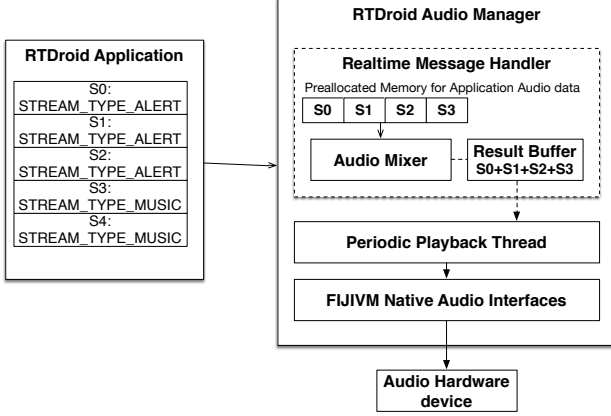 RTDroid Application
S0:
STREAM_TYPE_ALERT
S1:
STREAM_TYPE_ALERT
S2:
STREAM_TYPE_ALERT
S3:
STREAM_TYPE_MUSIC
S4:
STREAM_TYPE_MUSIC
RTDroid Audio Manager
Realtime Message Handler
Preallocated Memory for Application Audio data
S0 S1 S2 S3
Audio Mixer
Result Buffer
S0+S1+S2+S3
Periodic Playback Thread
FIJIVM Native Audio Interfaces
Audio Hardware
device